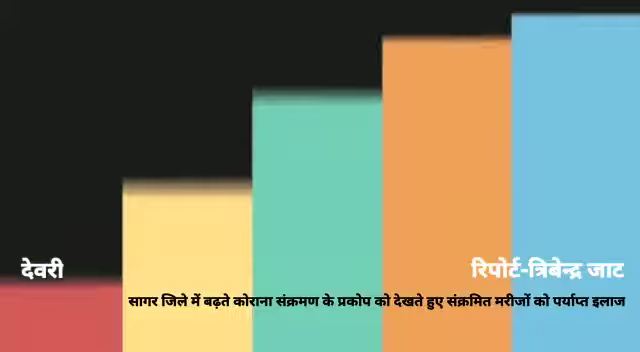 देवरी
रिपोर्ट-त्रिबेन्द्र जाट
सागर जिले में बढ़ते कोराना संक्रमण के प्रकोप को देखते हुए संक्रमित मरीजों को पर्याप्त इलाज